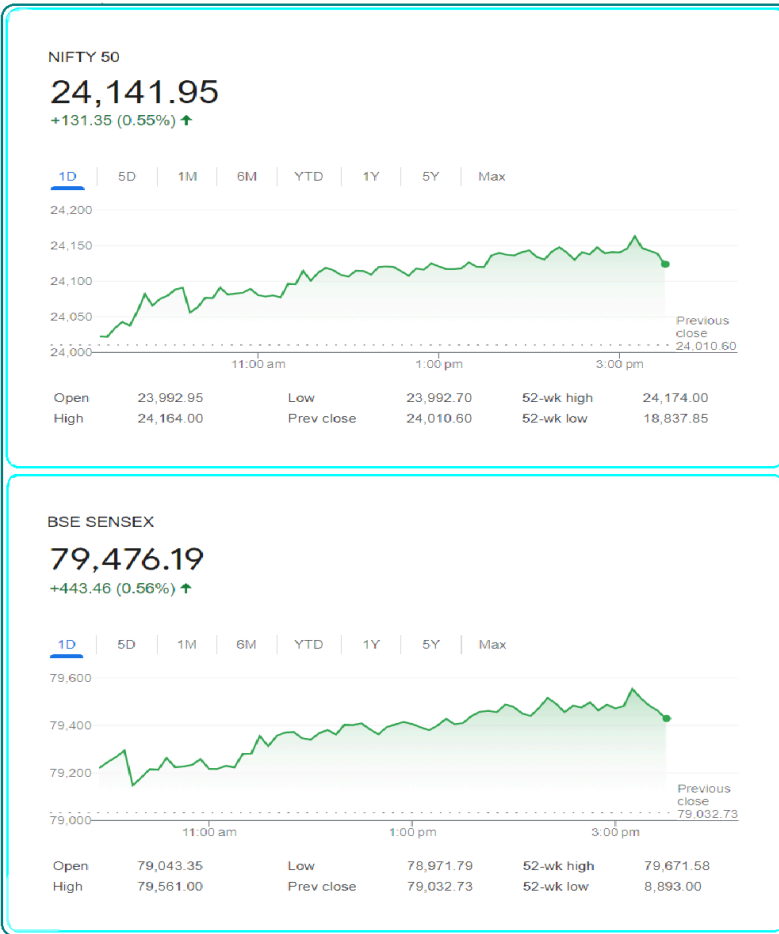 NIFTY 50
24,141.95
+131.35 (0.55%) ↑
1D 5D 1M 6M YTD 1Y 5Y Max
24,200
24,150
24,100
24,050
24,000
Previous
close
24,010.60
11:00 am 1:00 pm 3:00 pm
Open 23,992.95 Low 23,992.70 52-wk high 24,174.00
High 24,164.00 Prev close 24,010.60 52-wk low 18,837.85
BSE SENSEX
79,476.19
+443.46 (0.56%) ↑
1D 5D 1M 6M YTD 1Y 5Y Max
79,600
79,400
79,200
79,000
Previous
close
79,032.73
11:00 am 1:00 pm 3:00 pm
Open 79,043.35 Low 78,971.79 52-wk high 79,671.58
High 79,561.00 Prev close 79,032.73 52-wk low 8,893.00